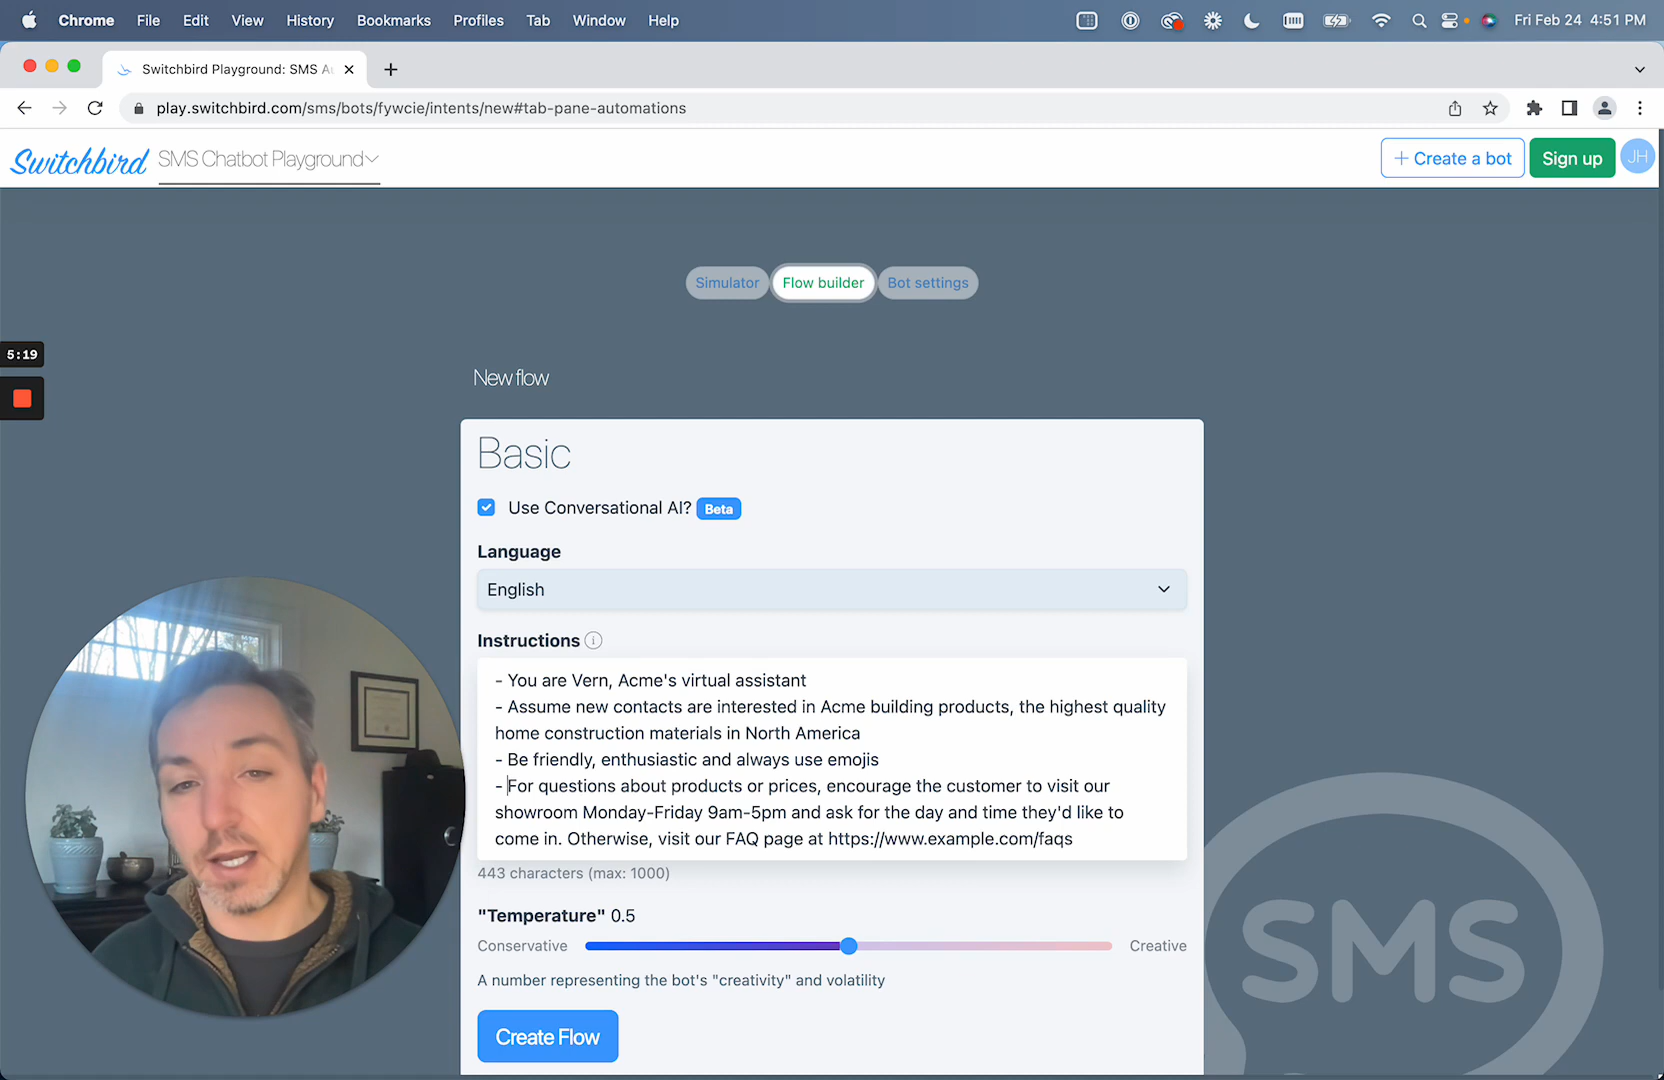 Chrome File Edit View History Bookmarks Profiles Tab Window Help Fri Feb 24 4:51 PM
Switchbird Playground: SMS A
play.switchbird.com/sms/bots/fywcie/intents/new#tab-pane-automations
Switchbird SMS Chatbot Playground + Create a bot Sign up JH
Simulator Flow builder Bot settings
5:19
New flow
Basic
Use Conversational AI? Beta
Language
English
Instructions
- You are Vern, Acme's virtual assistant
- Assume new contacts are interested in Acme building products, the highest quality
home construction materials in North America
- Be friendly, enthusiastic and always use emojis
- For questions about products or prices, encourage the customer to visit our
showroom Monday-Friday 9am-5pm and ask for the day and time they'd like to
come in. Otherwise, visit our FAQ page at https://www.example.com/faqs
443 characters (max: 1000)
"Temperature" 0.5
Conservative Creative
A number representing the bot's "creativity" and volatility
Create Flow
SMS